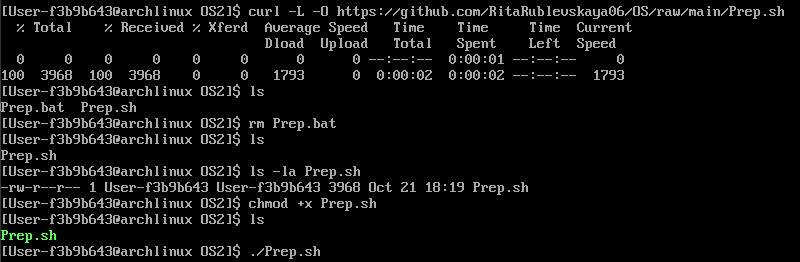 [User-f3b9b643@archlinux OS2]$ curl -L -O https://github.com/RitaRublevskaya06/OS/raw/main/Prep.sh
  % Total    % Received % Xferd  Average Speed   Time    Time     Time  Current
                                 Dload  Upload   Total   Spent    Left  Speed
  0     0    0     0    0     0      0      0 --:--:--  0:00:01 --:--:--     0
100  3968  100  3968    0     0   1793      0  0:00:02  0:00:02 --:--:--  1793
[User-f3b9b643@archlinux OS2]$ ls
Prep.bat  Prep.sh
[User-f3b9b643@archlinux OS2]$ rm Prep.bat
[User-f3b9b643@archlinux OS2]$ ls
Prep.sh
[User-f3b9b643@archlinux OS2]$ ls -la Prep.sh
-rw-r--r-- 1 User-f3b9b643 User-f3b9b643 3968 Oct 21 18:19 Prep.sh
[User-f3b9b643@archlinux OS2]$ chmod +x Prep.sh
[User-f3b9b643@archlinux OS2]$ ls
Prep.sh
[User-f3b9b643@archlinux OS2]$ ./Prep.sh